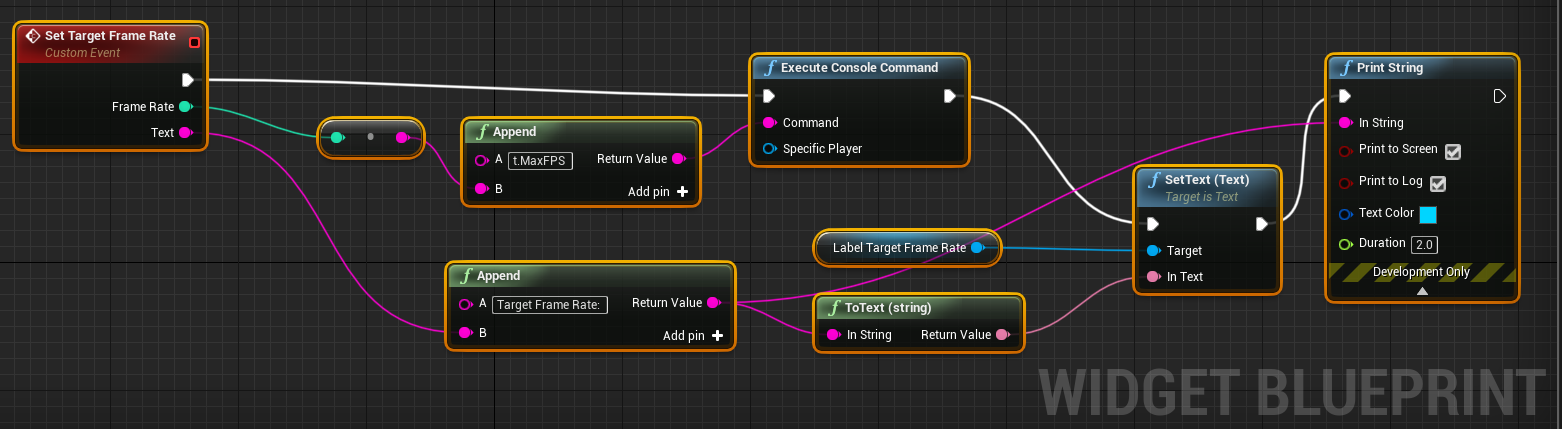 Set Target Frame Rate
Custom Event
Frame Rate
Text
Append
A t.MaxFPS Return Value
B Add pin
Execute Console Command
Command
Specific Player
Append
A Target Frame Rate: Return Value
B Add pin
Label Target Frame Rate
ToText (string)
In String Return Value
SetText (Text)
Target is Text
Target
In Text
Print String
In String
Print to Screen
Print to Log
Text Color
Duration 2.0
Development Only
WIDGET BLUEPRINT